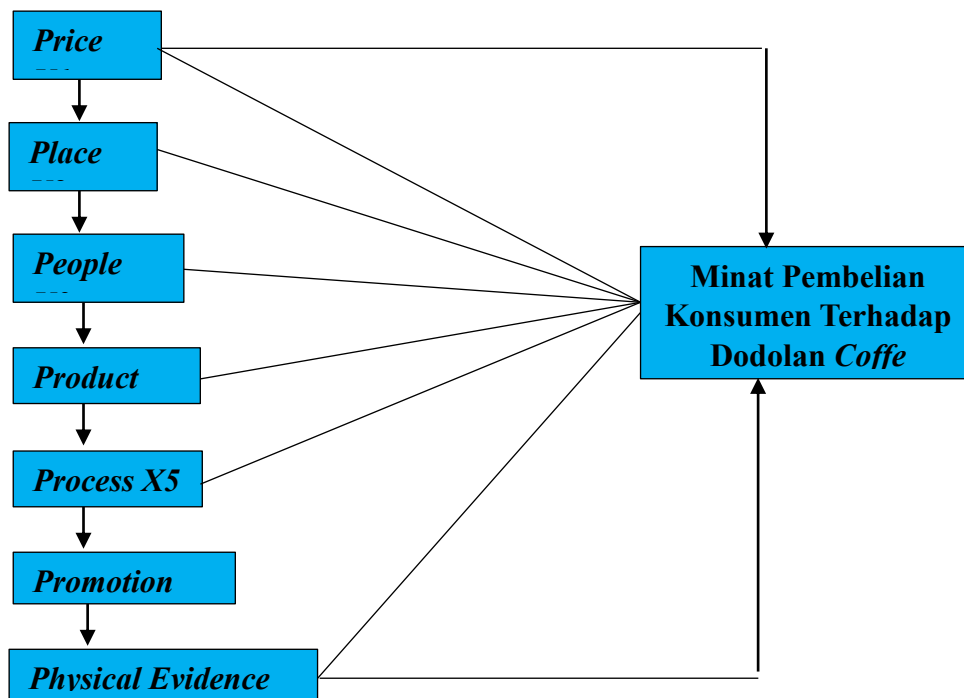 Price
Place
People
Product
Process X5
Promotion
Physical Evidence
Minat Pembelian
Konsumen Terhadap
Dodolan Coffe